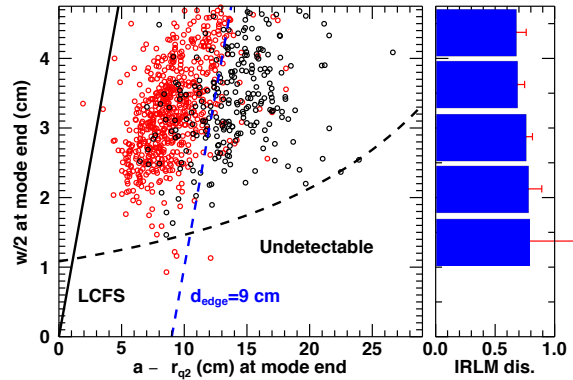 w/2 at mode end (cm)
4
3
2
1
0
LCFS
Undetectable
d_edge=9 cm
0 5 10 15 20 25
a − r_q2 (cm) at mode end
0.0 0.5 1.0
IRLM dis.